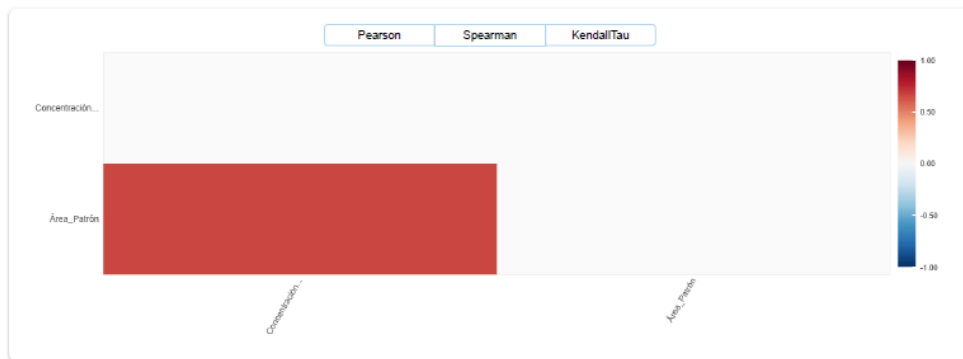 Pearson Spearman KendallTau
1.00
Concentración...
0.50
0.00
Área_Patrón
-0.50
-1.00
Concentración...
Área_Patrón